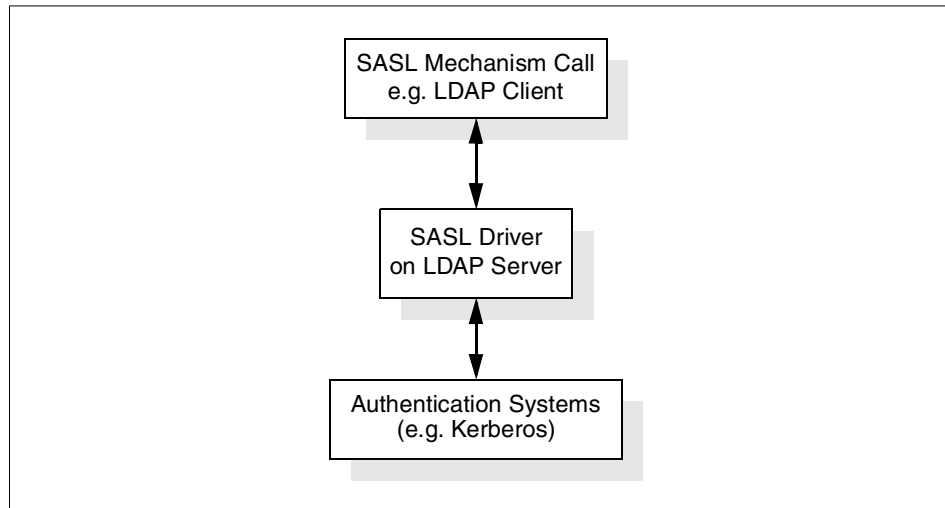 SASL Mechanism Call
e.g. LDAP Client
SASL Driver
on LDAP Server
Authentication Systems
(e.g. Kerberos)